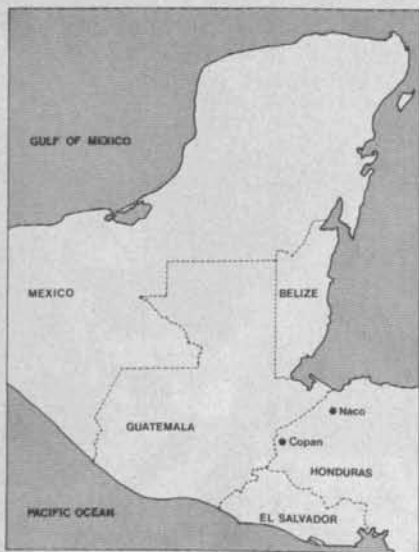 GULF OF MEXICO
MEXICO
BELIZE
Naco
GUATEMALA
Copan
HONDURAS
EL SALVADOR
PACIFIC OCEAN